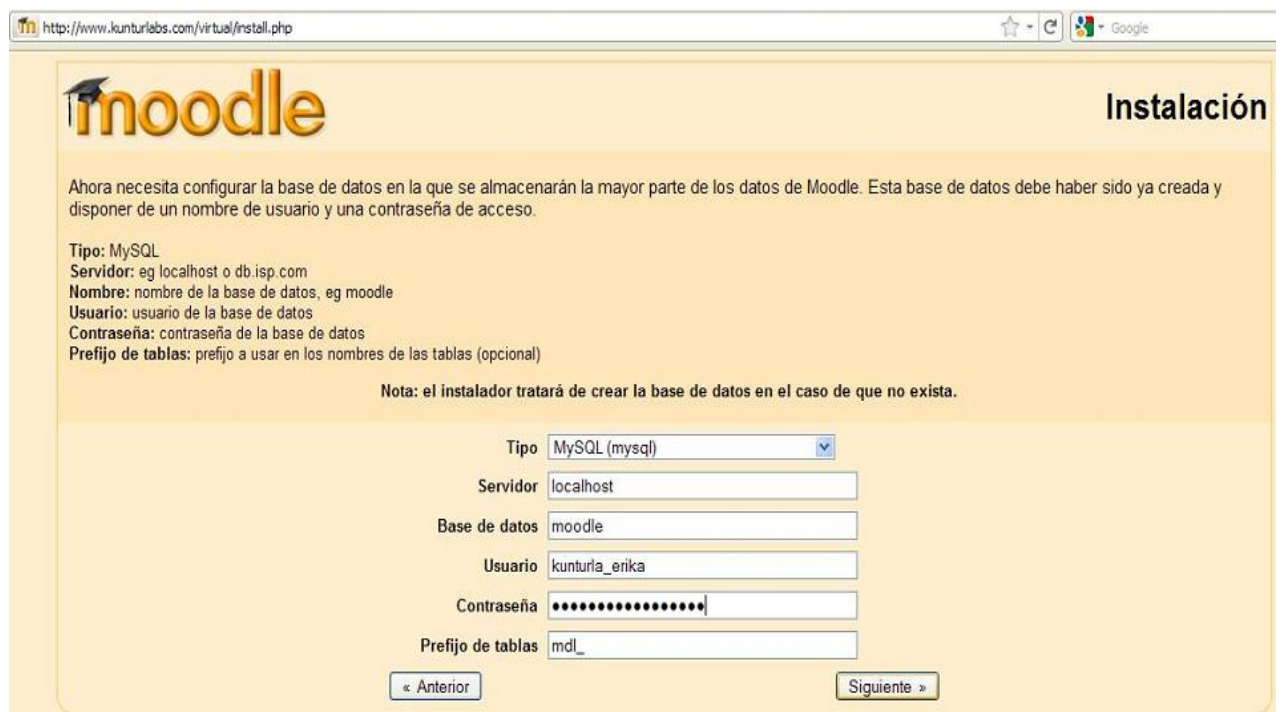 http://www.kunturlabs.com/virtual/install.php
Google
moodle
Instalación
Ahora necesita configurar la base de datos en la que se almacenarán la mayor parte de los datos de Moodle. Esta base de datos debe haber sido ya creada y
disponer de un nombre de usuario y una contraseña de acceso.
Tipo: MySQL
Servidor: eg localhost o db.isp.com
Nombre: nombre de la base de datos, eg moodle
Usuario: usuario de la base de datos
Contraseña: contraseña de la base de datos
Prefijo de tablas: prefijo a usar en los nombres de las tablas (opcional)
Nota: el instalador tratará de crear la base de datos en el caso de que no exista.
Tipo MySQL (mysql)
Servidor localhost
Base de datos moodle
Usuario kunturla_erika
Contraseña •••••••••••••••••
Prefijo de tablas mdl_
« Anterior Siguiente »